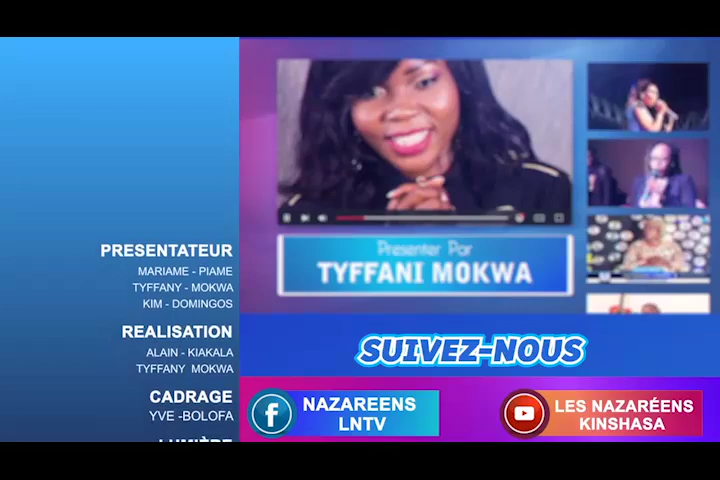 PRESENTATEUR
MARIAME - PIAME
TYFFANY - MOKWA
KIM - DOMINGOS
REALISATION
ALAIN - KIAKALA
TYFFANY MOKWA
CADRAGE
YVE -BOLOFA
LUMIÈRE
Presenter Par
TYFFANI MOKWA
SUIVEZ-NOUS
NAZAREENS
LNTV
LES NAZARÉENS
KINSHASA